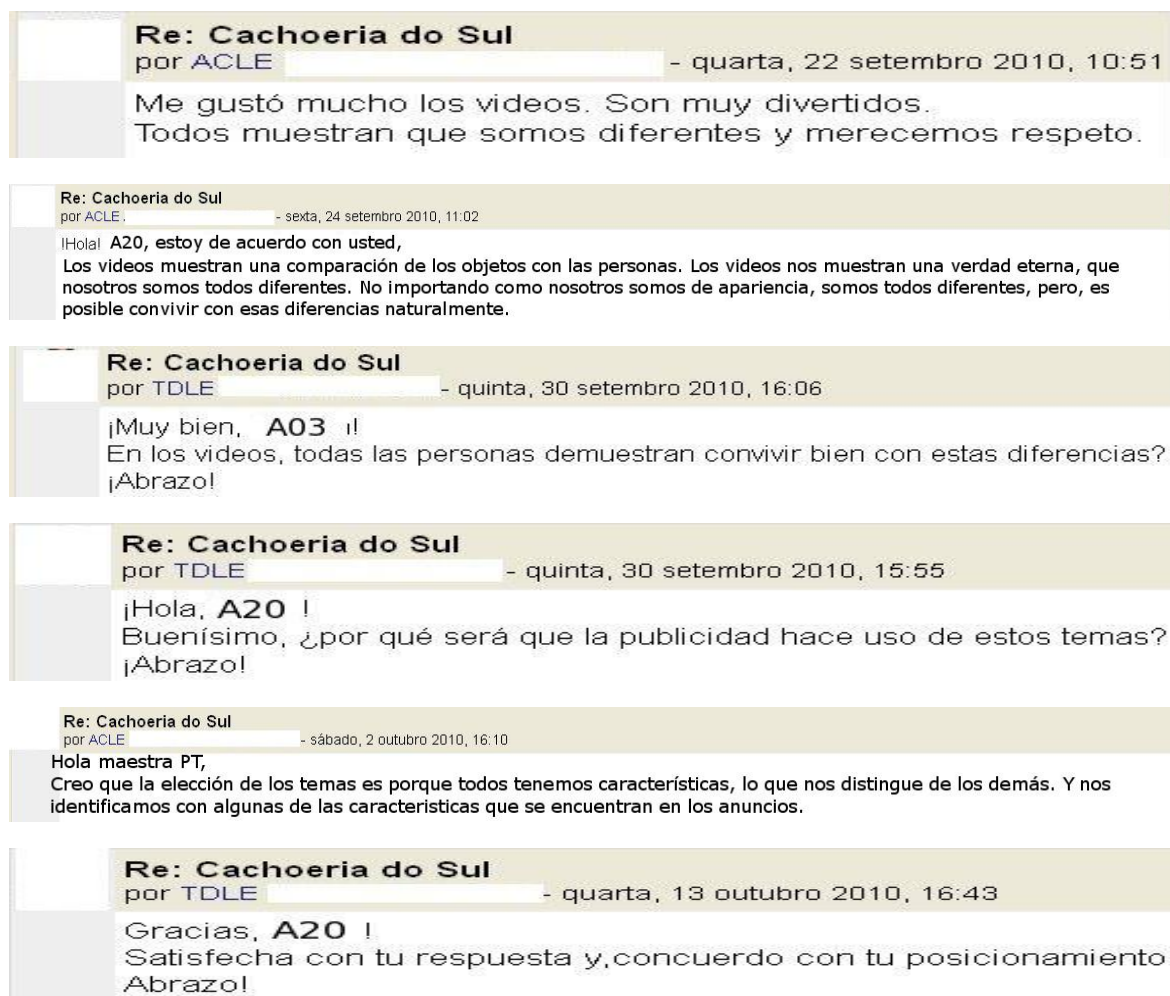 Re: Cachoeria do Sul
por ACLE - quarta, 22 setembro 2010, 10:51
Me gustó mucho los videos. Son muy divertidos.
Todos muestran que somos diferentes y merecemos respeto.
Re: Cachoeria do Sul
por ACLE. - sexta, 24 setembro 2010, 11:02
!Hola! A20, estoy de acuerdo con usted,
Los videos muestran una comparación de los objetos con las personas. Los videos nos muestran una verdad eterna, que
nosotros somos todos diferentes. No importando como nosotros somos de apariencia, somos todos diferentes, pero, es
posible convivir con esas diferencias naturalmente.
Re: Cachoeria do Sul
por TDLE - quinta, 30 setembro 2010, 16:06
¡Muy bien, A03 !
En los videos, todas las personas demuestran convivir bien con estas diferencias?
¡Abrazo!
Re: Cachoeria do Sul
por TDLE - quinta, 30 setembro 2010, 15:55
¡Hola, A20 !
Buenísimo, ¿por qué será que la publicidad hace uso de estos temas?
¡Abrazo!
Re: Cachoeria do Sul
por ACLE - sábado, 2 outubro 2010, 16:10
Hola maestra PT,
Creo que la elección de los temas es porque todos tenemos característícas, lo que nos distingue de los demás. Y nos
identificamos con algunas de las caracteristicas que se encuentran en los anuncios.
Re: Cachoeria do Sul
por TDLE - quarta, 13 outubro 2010, 16:43
Gracias, A20 !
Satisfecha con tu respuesta y,concuerdo con tu posicionamiento
Abrazo!